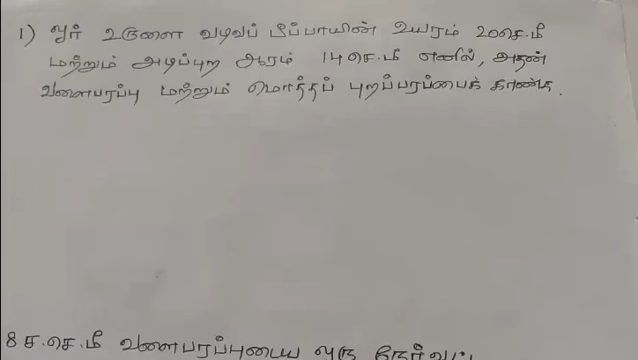 1) ஓர் உருளை வடிவப் பீப்பாயின் உயரம் 20செ.மீ
மற்றும் அடிப்புற ஆரம் 14 செ.மீ எனில், அதன்
வளைபரப்பு மற்றும் மொத்தப் புறப்பரப்பைக் காண்க.
8 ச.செ.மீ வளைபரப்புடைய ஒரு நேர்வட்ட